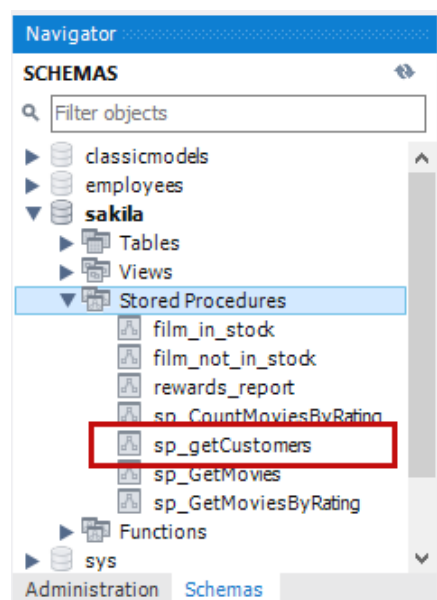 Navigator
SCHEMAS
Filter objects
classicmodels
employees
sakila
Tables
Views
Stored Procedures
film_in_stock
film_not_in_stock
rewards_report
sp_CountMoviesByRating
sp_getCustomers
sp_GetMovies
sp_GetMoviesByRating
Functions
sys
Administration Schemas